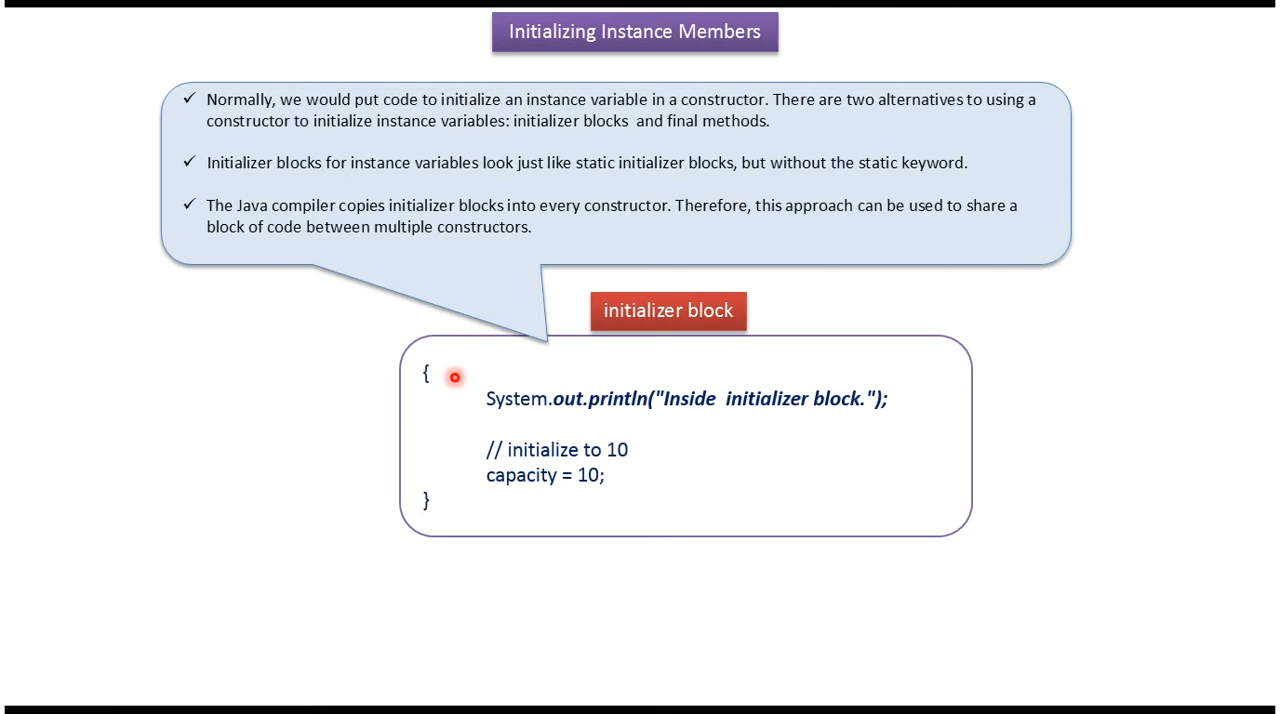 Initializing Instance Members
✓ Normally, we would put code to initialize an instance variable in a constructor. There are two alternatives to using a
constructor to initialize instance variables: initializer blocks  and final methods.
✓ Initializer blocks for instance variables look just like static initializer blocks, but without the static keyword.
✓ The Java compiler copies initializer blocks into every constructor. Therefore, this approach can be used to share a
block of code between multiple constructors.
initializer block
{
System.out.println("Inside  initializer block.");
// initialize to 10
capacity = 10;
}